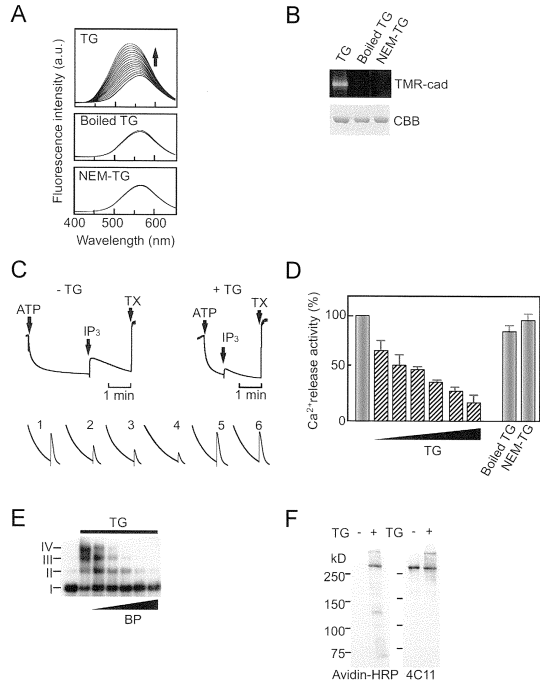 A
TG
Boiled TG
NEM-TG
Fluorescence intensity (a.u.)
400 500 600
Wavelength (nm)
B
TG
Boiled TG
NEM-TG
TMR-cad
CBB
C
- TG
+ TG
ATP
IP3
TX
1 min
ATP
IP3
TX
1 min
1 2 3 4 5 6
D
Ca2+release activity (%)
100
50
0
TG
Boiled TG
NEM-TG
E
TG
IV
III
II
I
BP
F
TG - + TG - +
kD
250
150
100
75
Avidin-HRP 4C11